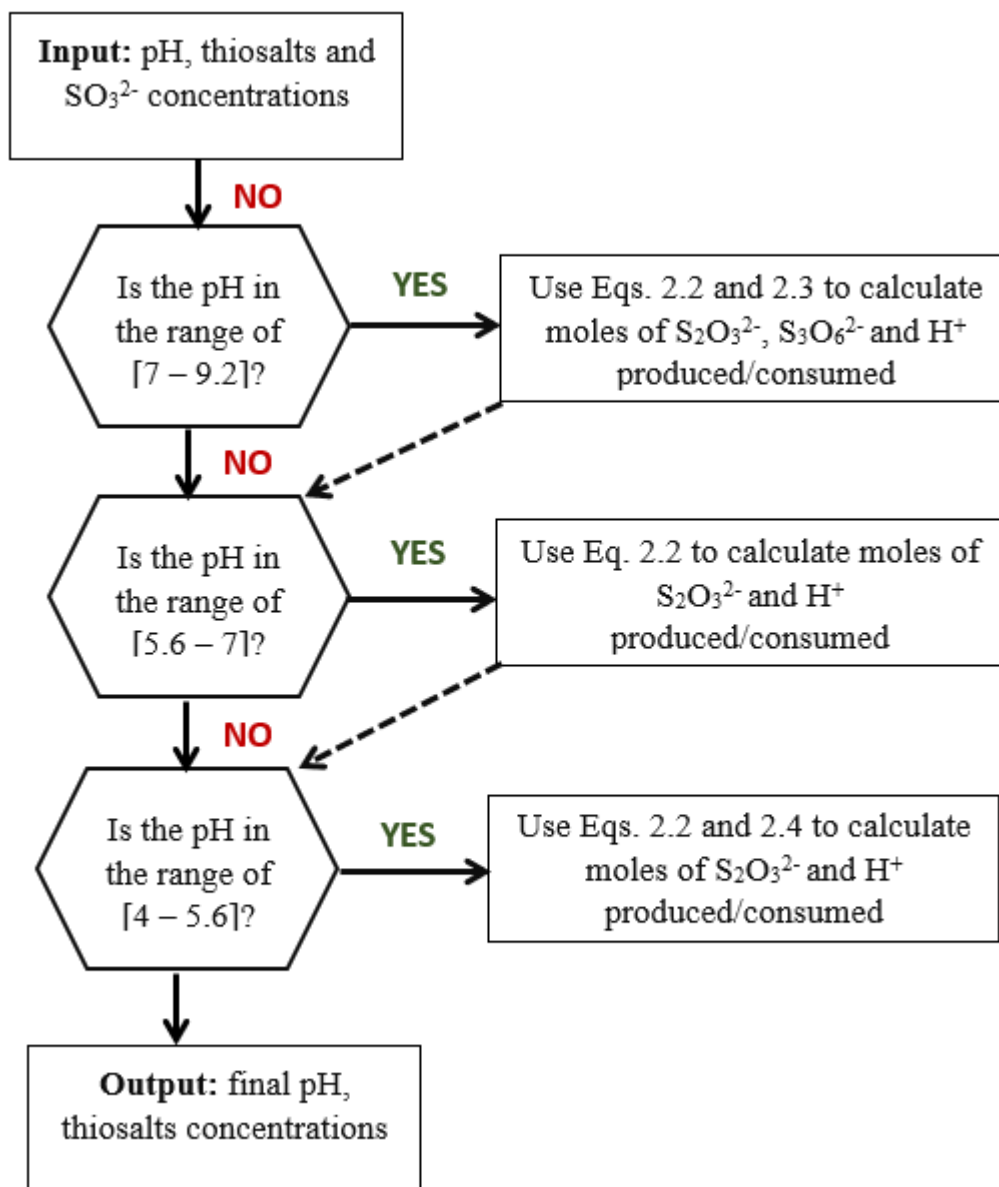 Input: pH, thiosalts and
SO₃²⁻ concentrations
NO
Is the pH in
the range of
⌈7 – 9.2⌉?
YES
Use Eqs. 2.2 and 2.3 to calculate
moles of S₂O₃²⁻, S₃O₆²⁻ and H⁺
produced/consumed
NO
Is the pH in
the range of
⌈5.6 – 7⌉?
YES
Use Eq. 2.2 to calculate moles of
S₂O₃²⁻ and H⁺
produced/consumed
NO
Is the pH in
the range of
⌈4 – 5.6⌉?
YES
Use Eqs. 2.2 and 2.4 to calculate
moles of S₂O₃²⁻ and H⁺
produced/consumed
Output: final pH,
thiosalts concentrations